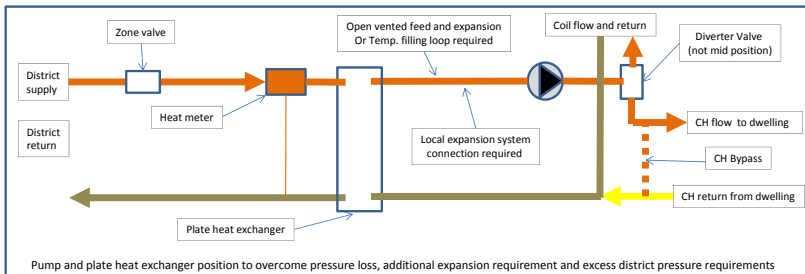 Zone valve
Open vented feed and expansion
Or Temp. filling loop required
Coil flow and return
Diverter Valve
(not mid position)
District
supply
Heat meter
CH flow to dwelling
District
return
Local expansion system
connection required
CH Bypass
CH return from dwelling
Plate heat exchanger
Pump and plate heat exchanger position to overcome pressure loss, additional expansion requirement and excess district pressure requirements